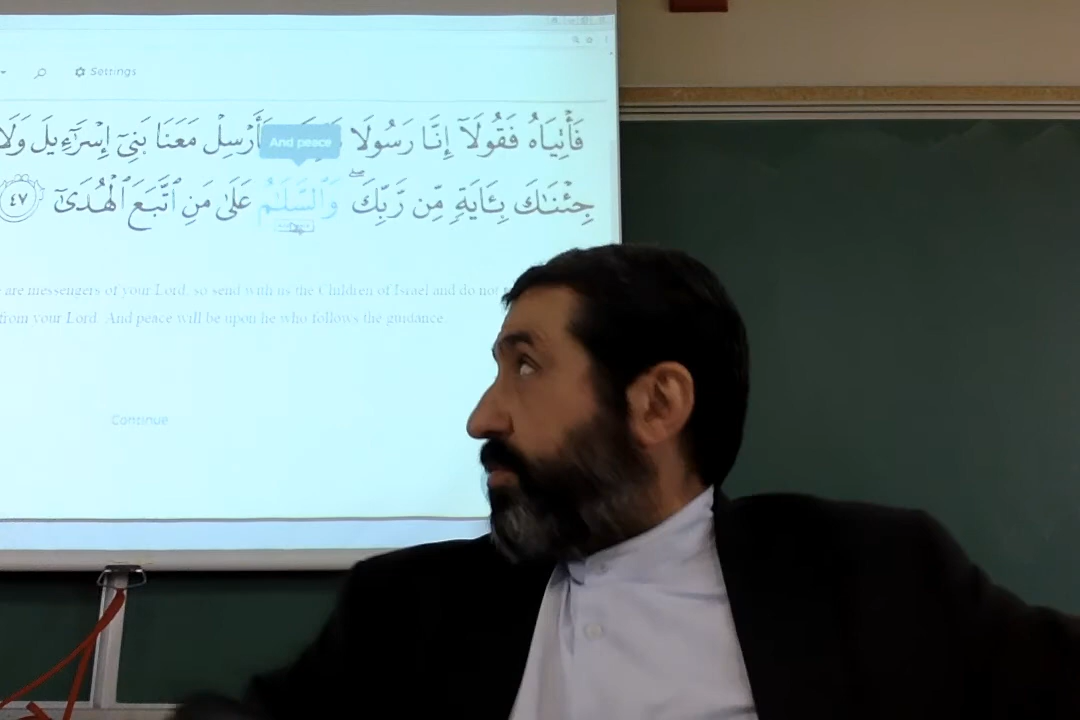 Settings
فَأْتِيَاهُ فَقُولَآ إِنَّا رَسُولَا فَأَرْسِلْ مَعَنَا بَنِىٓ إِسْرَٰٓءِيلَ وَلَا
And peace
جِئْنَٰكَ بِـَٔايَةٍ مِّن رَّبِّكَ ۖ وَٱلسَّلَٰمُ عَلَىٰ مَنِ ٱتَّبَعَ ٱلْهُدَىٰٓ ٤٧
are messengers of your Lord, so send with us the Children of Israel and do not
from your Lord. And peace will be upon he who follows the guidance.
Continue